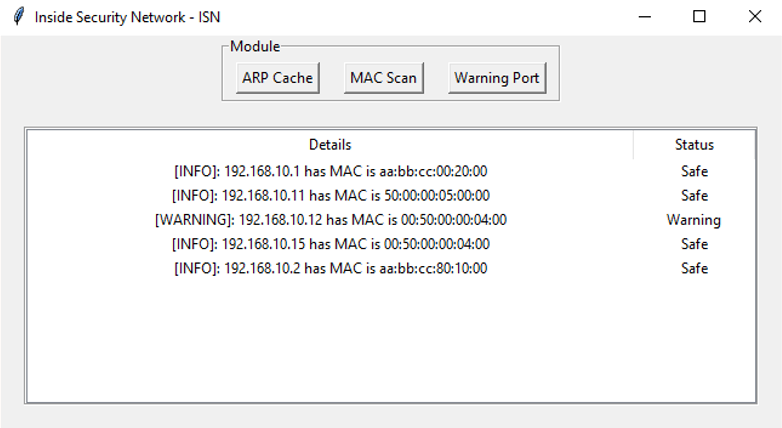 Inside Security Network - ISN
Module
ARP Cache MAC Scan Warning Port
Details Status
[INFO]: 192.168.10.1 has MAC is aa:bb:cc:00:20:00 Safe
[INFO]: 192.168.10.11 has MAC is 50:00:00:05:00:00 Safe
[WARNING]: 192.168.10.12 has MAC is 00:50:00:00:04:00 Warning
[INFO]: 192.168.10.15 has MAC is 00:50:00:00:04:00 Safe
[INFO]: 192.168.10.2 has MAC is aa:bb:cc:80:10:00 Safe